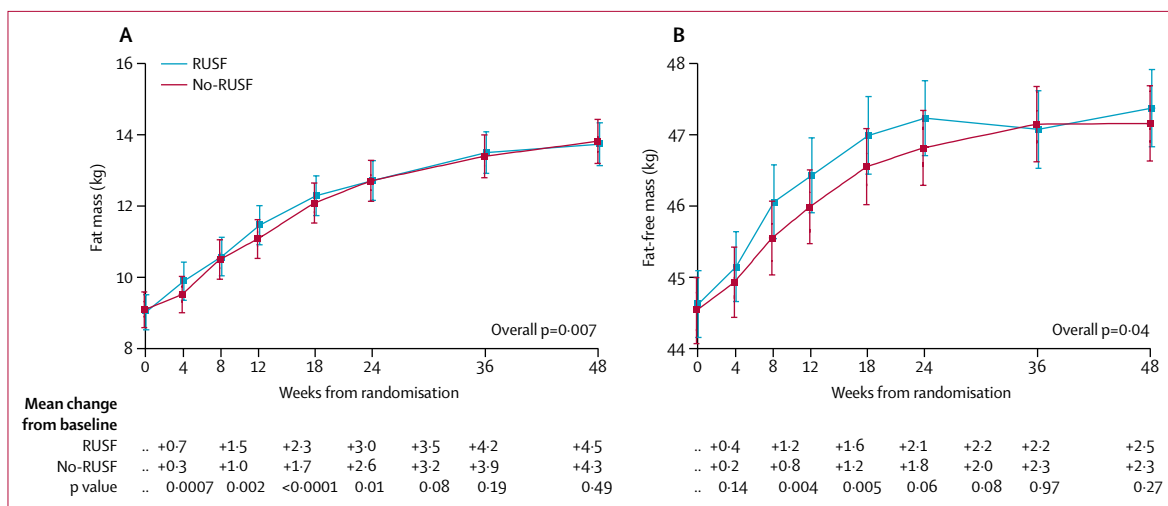 A
B
RUSF
No-RUSF
16
14
12
10
8
Fat mass (kg)
Overall p=0·007
0 4 8 12 18 24 36 48
Weeks from randomisation
48
47
46
45
44
Fat-free mass (kg)
Overall p=0·04
0 4 8 12 18 24 36 48
Weeks from randomisation
Mean change
from baseline
RUSF .. +0·7 +1·5 +2·3 +3·0 +3·5 +4·2 +4·5 .. +0·4 +1·2 +1·6 +2·1 +2·2 +2·2 +2·5
No-RUSF .. +0·3 +1·0 +1·7 +2·6 +3·2 +3·9 +4·3 .. +0·2 +0·8 +1·2 +1·8 +2·0 +2·3 +2·3
p value .. 0·0007 0·002 <0·0001 0·01 0·08 0·19 0·49 .. 0·14 0·004 0·005 0·06 0·08 0·97 0·27